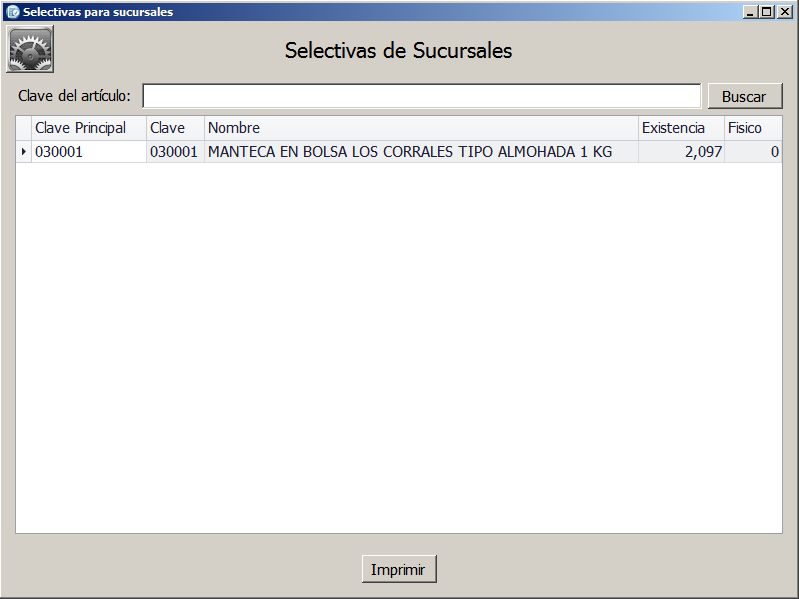 Selectivas para sucursales
Selectivas de Sucursales
Clave del artículo:
Buscar
Clave Principal Clave Nombre Existencia Fisico
030001 030001 MANTECA EN BOLSA LOS CORRALES TIPO ALMOHADA 1 KG 2,097 0
Imprimir